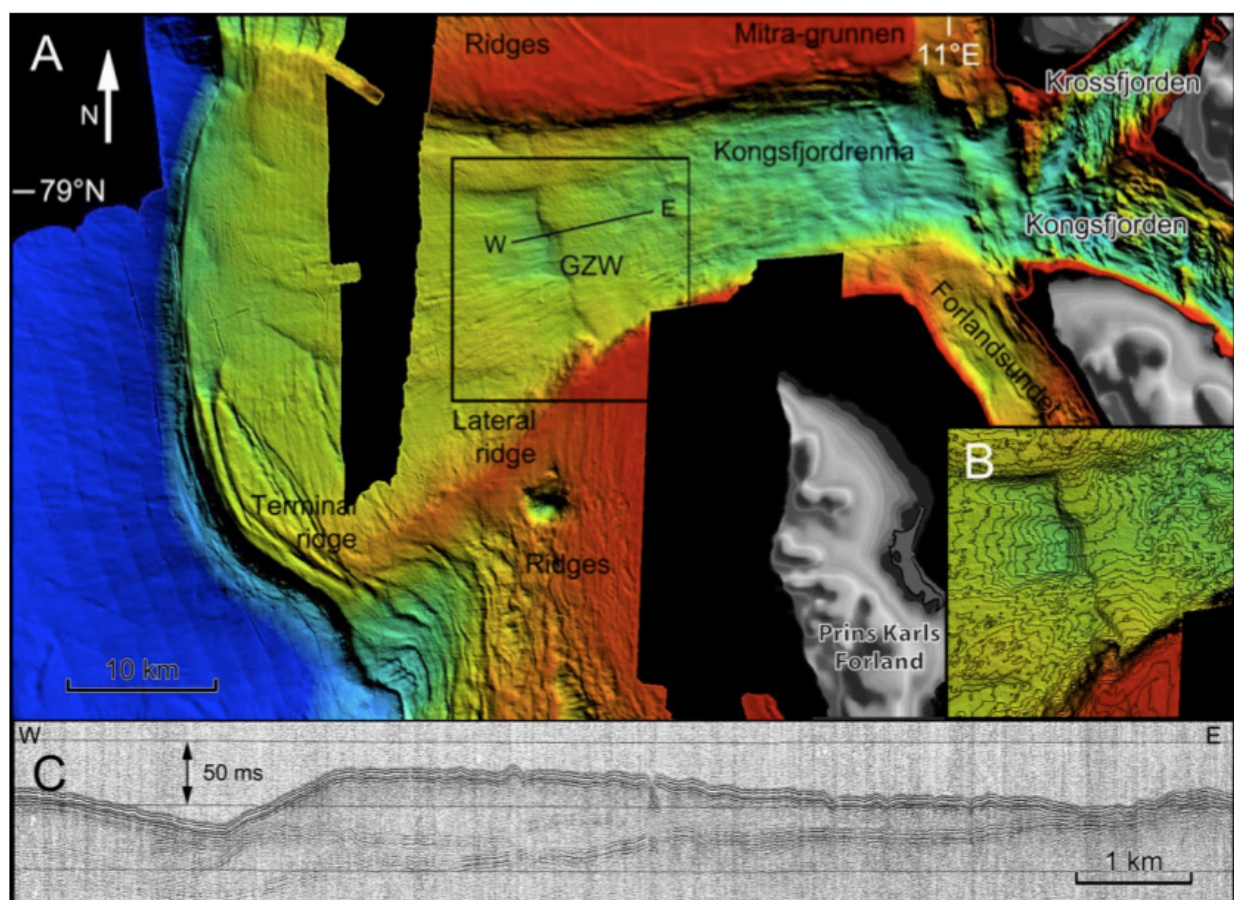 A
N
79°N
Ridges
Mitra-grunnen
11°E
Krossfjorden
Kongsfjordrenna
Kongsfjorden
E
W
GZW
Forlandsundet
Lateral
ridge
Terminal
ridge
Ridges
10 km
Prins Karls
Forland
B
W
E
C
50 ms
1 km